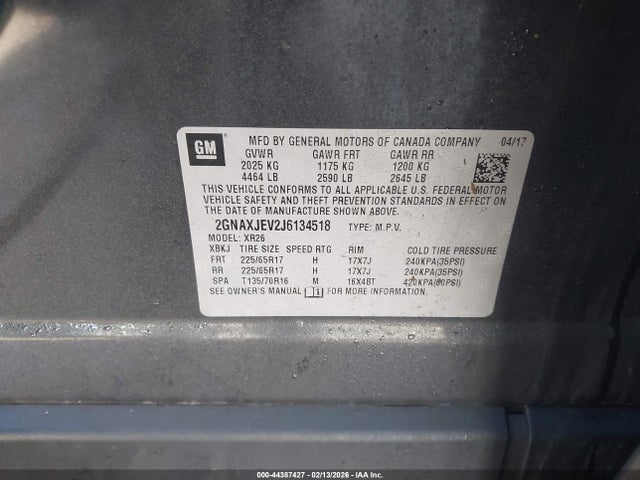 GM
MFD BY GENERAL MOTORS OF CANADA COMPANY 04/17
GVWR GAWR FRT GAWR RR
2025 KG 1175 KG 1200 KG
4464 LB 2590 LB 2645 LB
THIS VEHICLE CONFORMS TO ALL APPLICABLE U.S. FEDERAL MOTOR
VEHICLE SAFETY AND THEFT PREVENTION STANDARDS IN EFFECT ON
THE DATE OF MANUFACTURE SHOWN ABOVE.
2GNAXJEV2J6134518 TYPE: M.P.V.
MODEL: XR26
XBKJ TIRE SIZE SPEED RTG RIM COLD TIRE PRESSURE
FRT 225/65R17 H 17X7J 240KPA(35PSI)
RR 225/65R17 H 17X7J 240KPA(35PSI)
SPA T135/70R16 M 16X4BT 420KPA(60PSI)
SEE OWNER'S MANUAL FOR MORE INFORMATION.
000-44387427 - 02/13/2026 - IAA Corp.